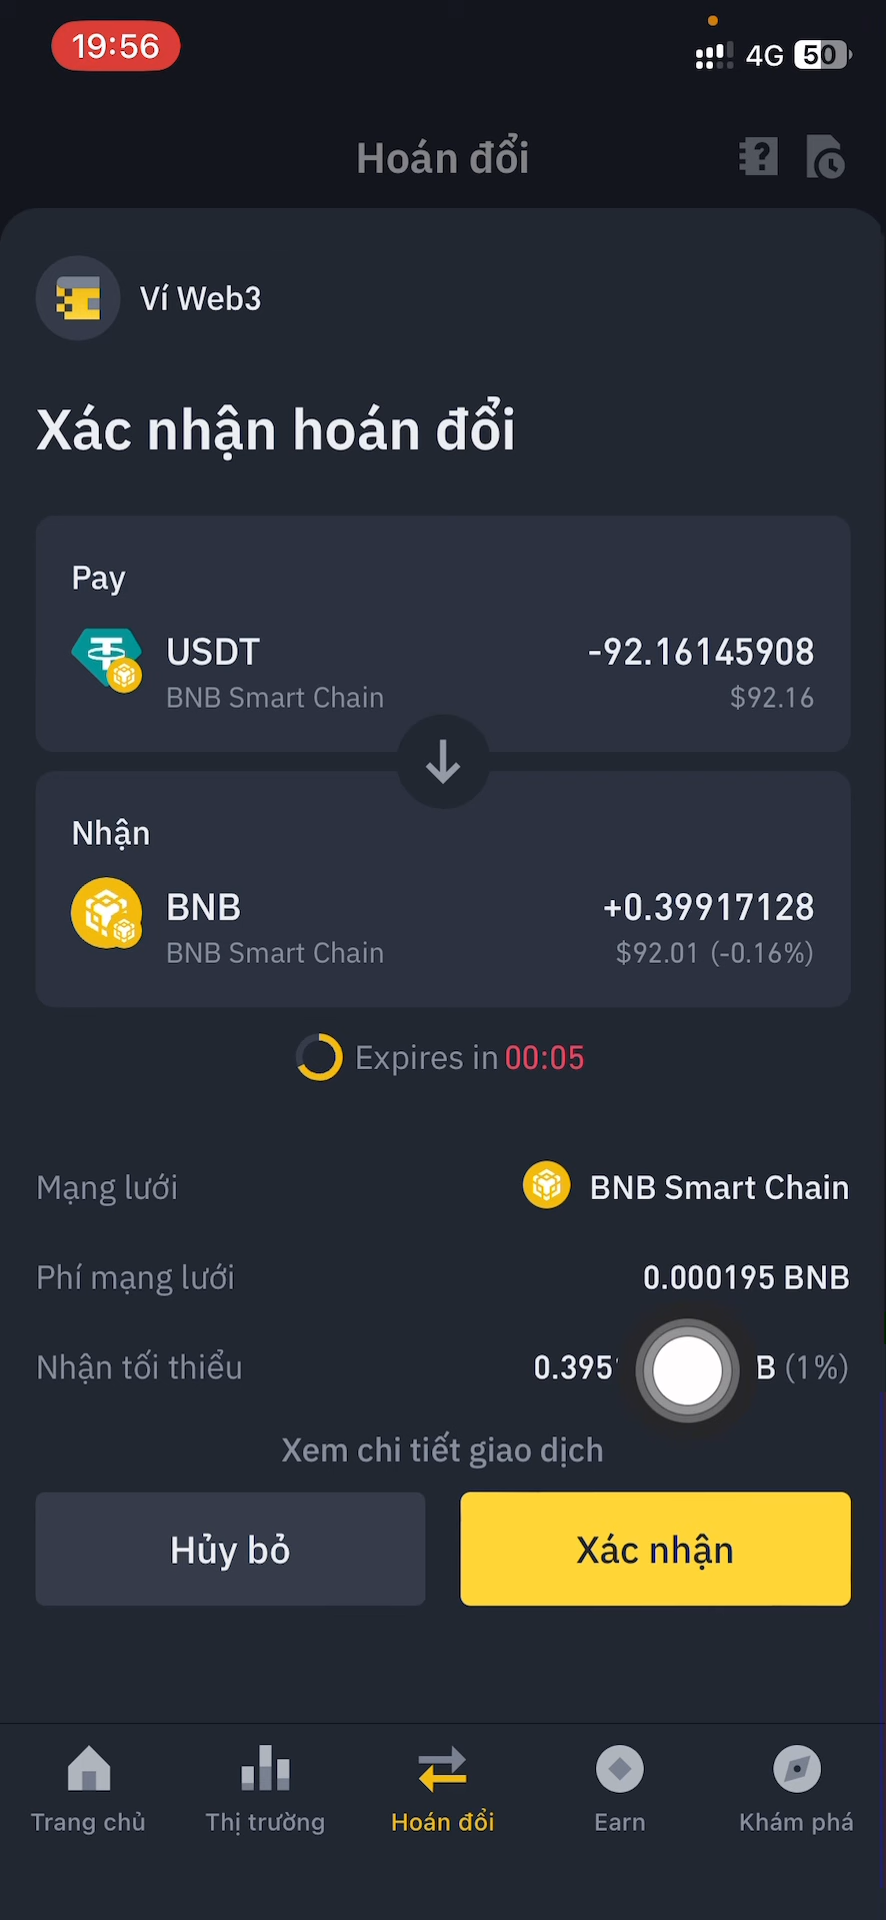 19:56
4G 50
Hoán đổi
Ví Web3
Xác nhận hoán đổi
Pay
USDT -92.16145908
BNB Smart Chain $92.16
Nhận
BNB +0.39917128
BNB Smart Chain $92.01 (-0.16%)
Expires in 00:05
Mạng lưới BNB Smart Chain
Phí mạng lưới 0.000195 BNB
Nhận tối thiểu 0.395 B (1%)
Xem chi tiết giao dịch
Hủy bỏ Xác nhận
Trang chủ Thị trường Hoán đổi Earn Khám phá